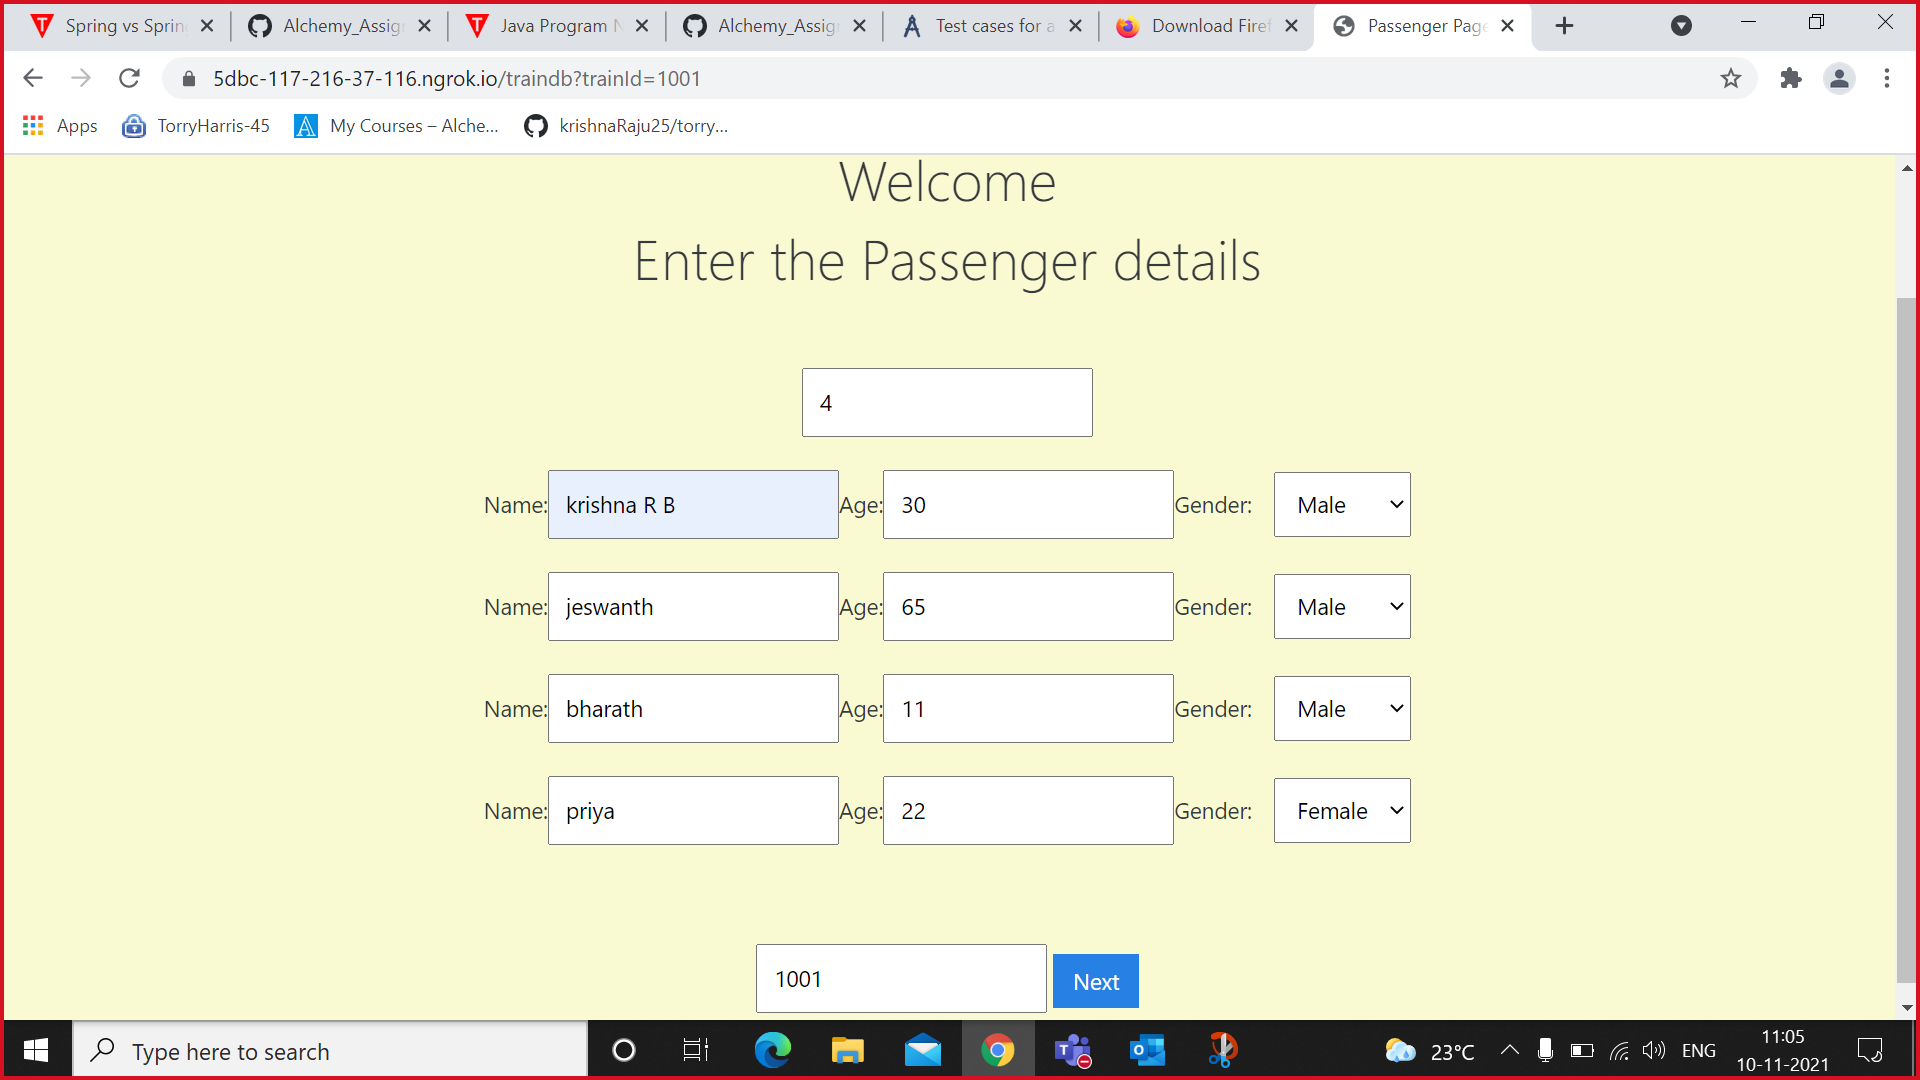 Spring vs Sprin
Alchemy_Assig
Java Program N
Alchemy_Assig
Test cases for a
Download Firef
Passenger Page
5dbc-117-216-37-116.ngrok.io/traindb?trainId=1001
Apps
TorryHarris-45
My Courses – Alche...
krishnaRaju25/torry...
Welcome
Enter the Passenger details
4
Name: krishna R B Age: 30 Gender: Male
Name: jeswanth Age: 65 Gender: Male
Name: bharath Age: 11 Gender: Male
Name: priya Age: 22 Gender: Female
1001 Next
Type here to search
23°C
ENG
11:05
10-11-2021